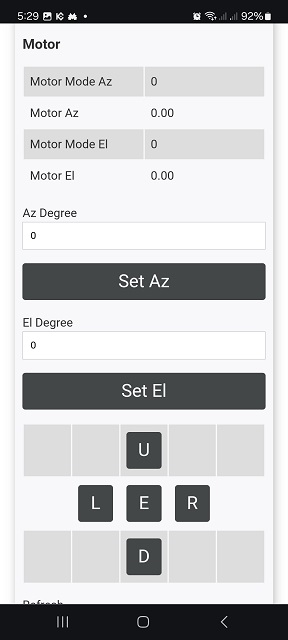 5:29 92%
Motor
Motor Mode Az 0
Motor Az 0.00
Motor Mode El 0
Motor El 0.00
Az Degree
0
Set Az
El Degree
0
Set El
U
L E R
D
Refresh